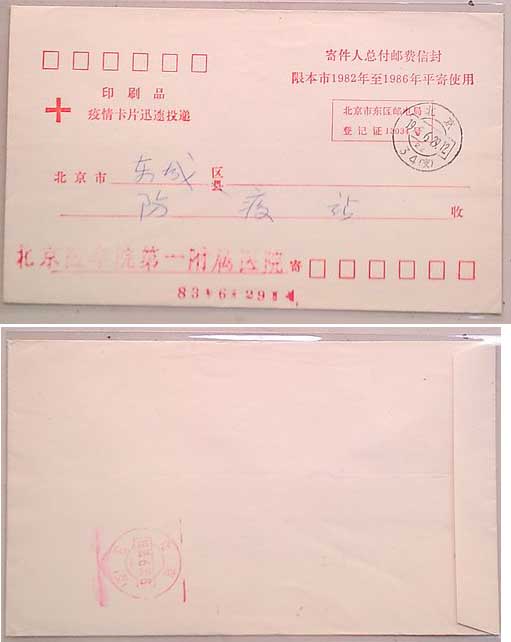 寄件人总付邮费信封
限本市1982年至1986年平寄使用
印刷品
疫情卡片迅速投递
北京市东区邮电局
登记证
北京
34(支)
北京市 东城 区县
防疫站 收
北京医学院第一附属医院 寄
83 6 29